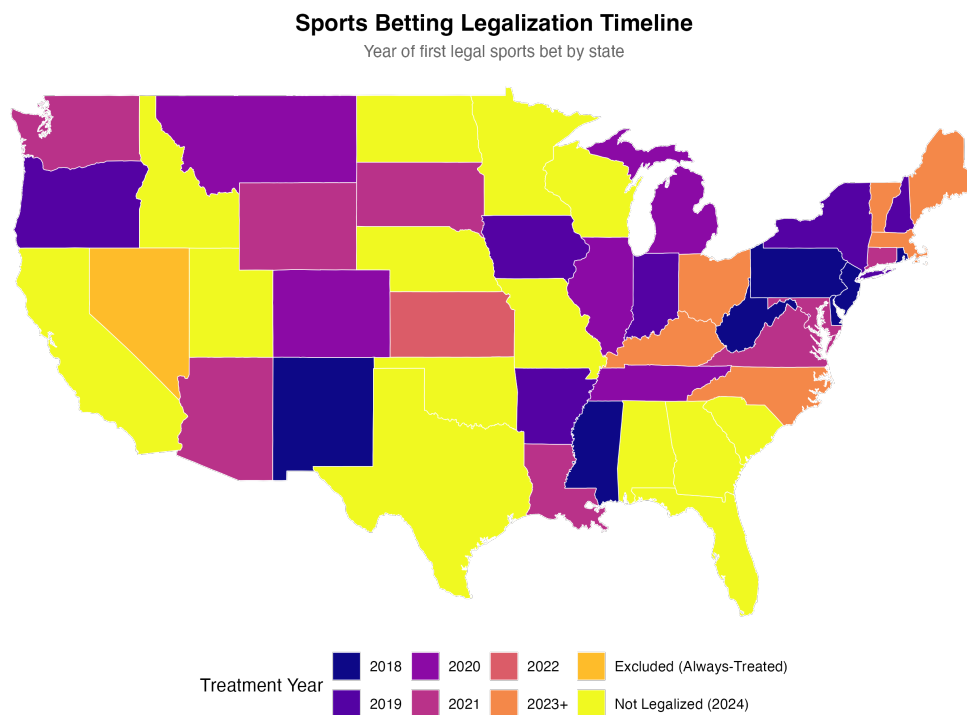 Sports Betting Legalization Timeline
Year of first legal sports bet by state
Treatment Year
2018 2020 2022 Excluded (Always-Treated)
2019 2021 2023+ Not Legalized (2024)